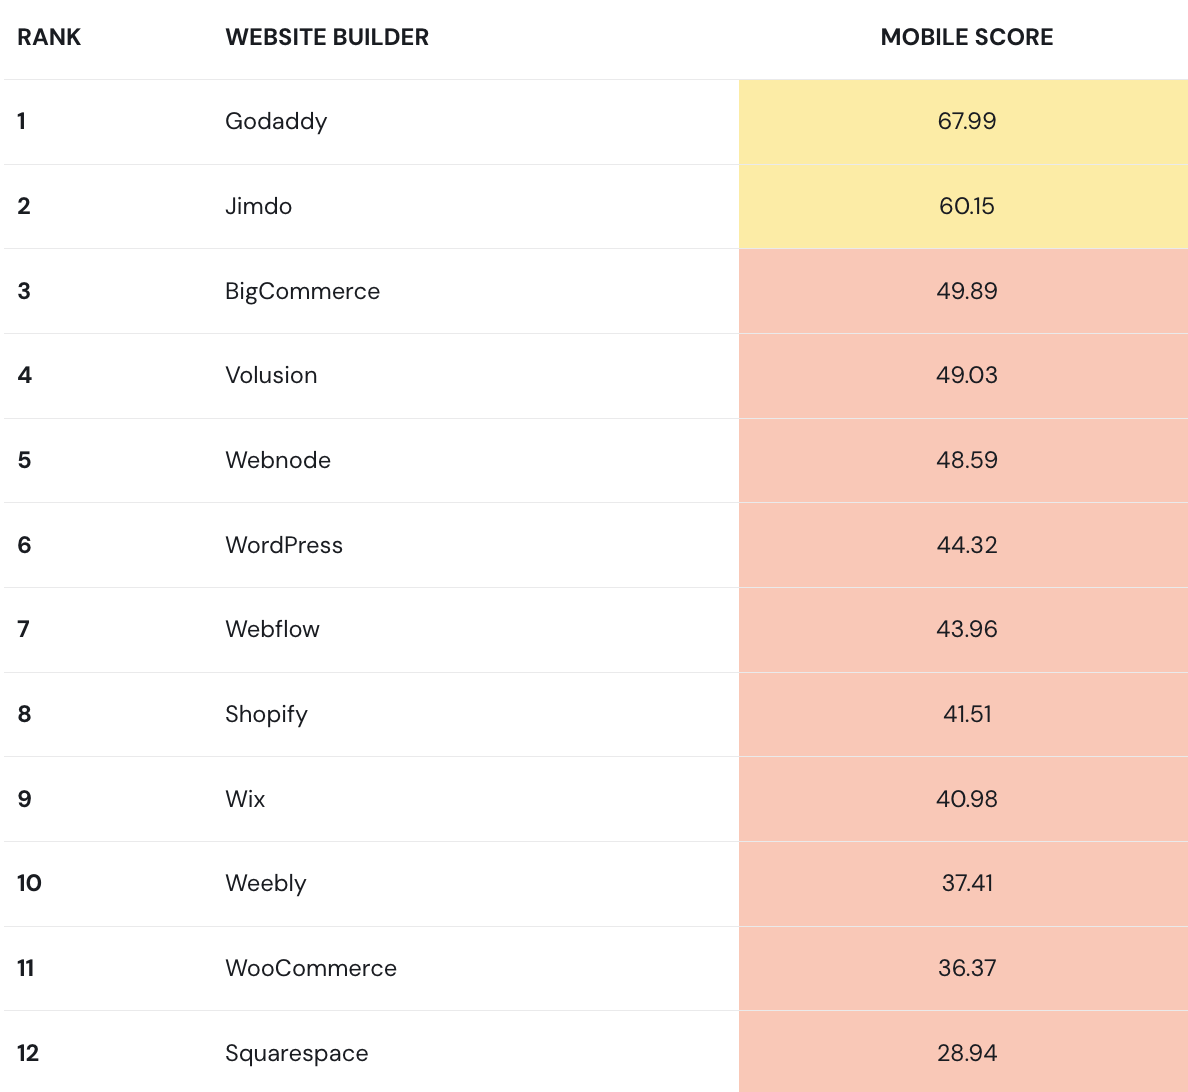 RANK WEBSITE BUILDER MOBILE SCORE
1 Godaddy 67.99
2 Jimdo 60.15
3 BigCommerce 49.89
4 Volusion 49.03
5 Webnode 48.59
6 WordPress 44.32
7 Webflow 43.96
8 Shopify 41.51
9 Wix 40.98
10 Weebly 37.41
11 WooCommerce 36.37
12 Squarespace 28.94